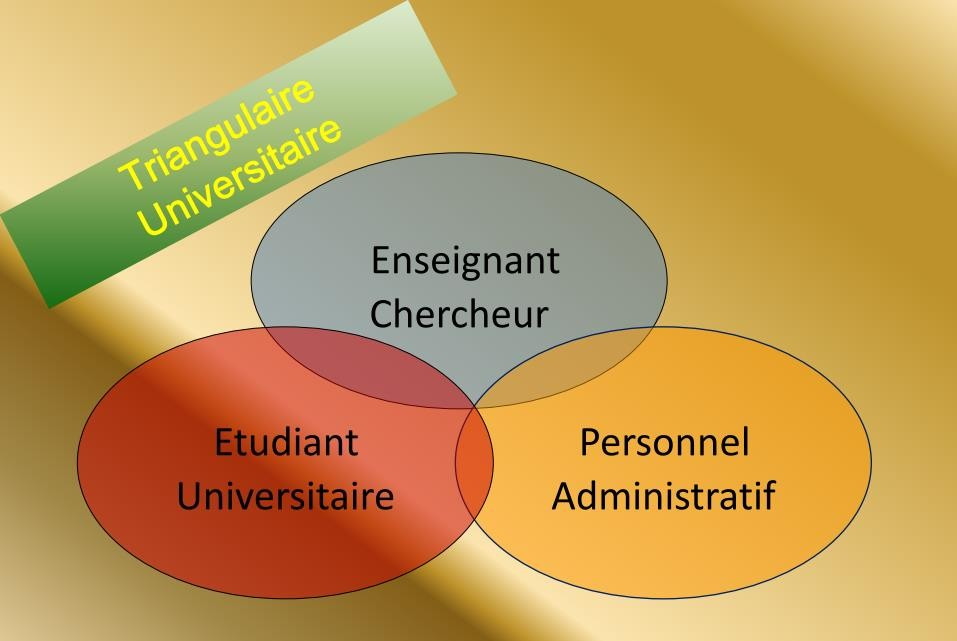 Triangulaire
Universitaire
Enseignant
Chercheur
Etudiant
Universitaire
Personnel
Administratif